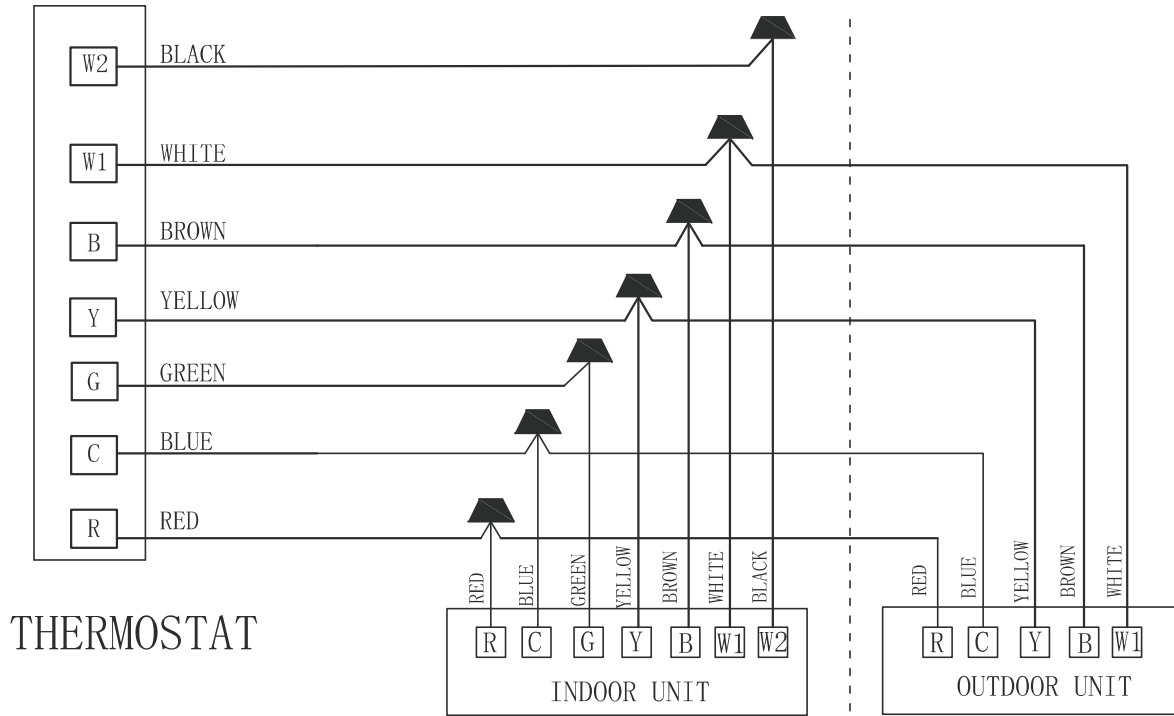 W2 BLACK
W1 WHITE
B BROWN
Y YELLOW
G GREEN
C BLUE
R RED
THERMOSTAT
RED BLUE GREEN YELLOW BROWN WHITE BLACK
R C G Y B W1 W2
INDOOR UNIT
RED BLUE YELLOW BROWN WHITE
R C Y B W1
OUTDOOR UNIT